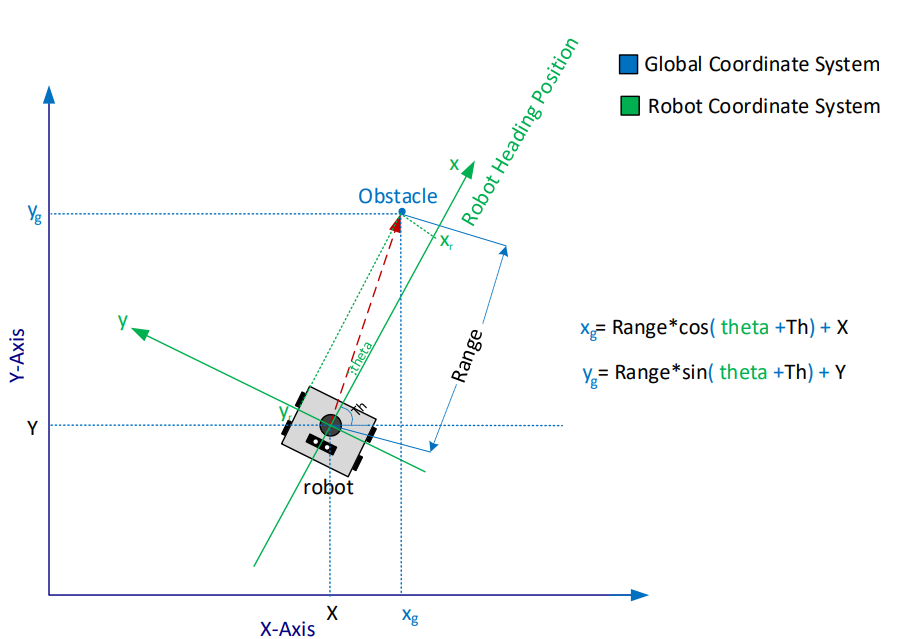 Global Coordinate System
Robot Coordinate System
Robot Heading Position
x
Obstacle
yg
xr
y
theta
Range
Th
y
Y-Axis
Y
robot
xg= Range*cos( theta +Th) + X
yg= Range*sin( theta +Th) + Y
X
xg
X-Axis